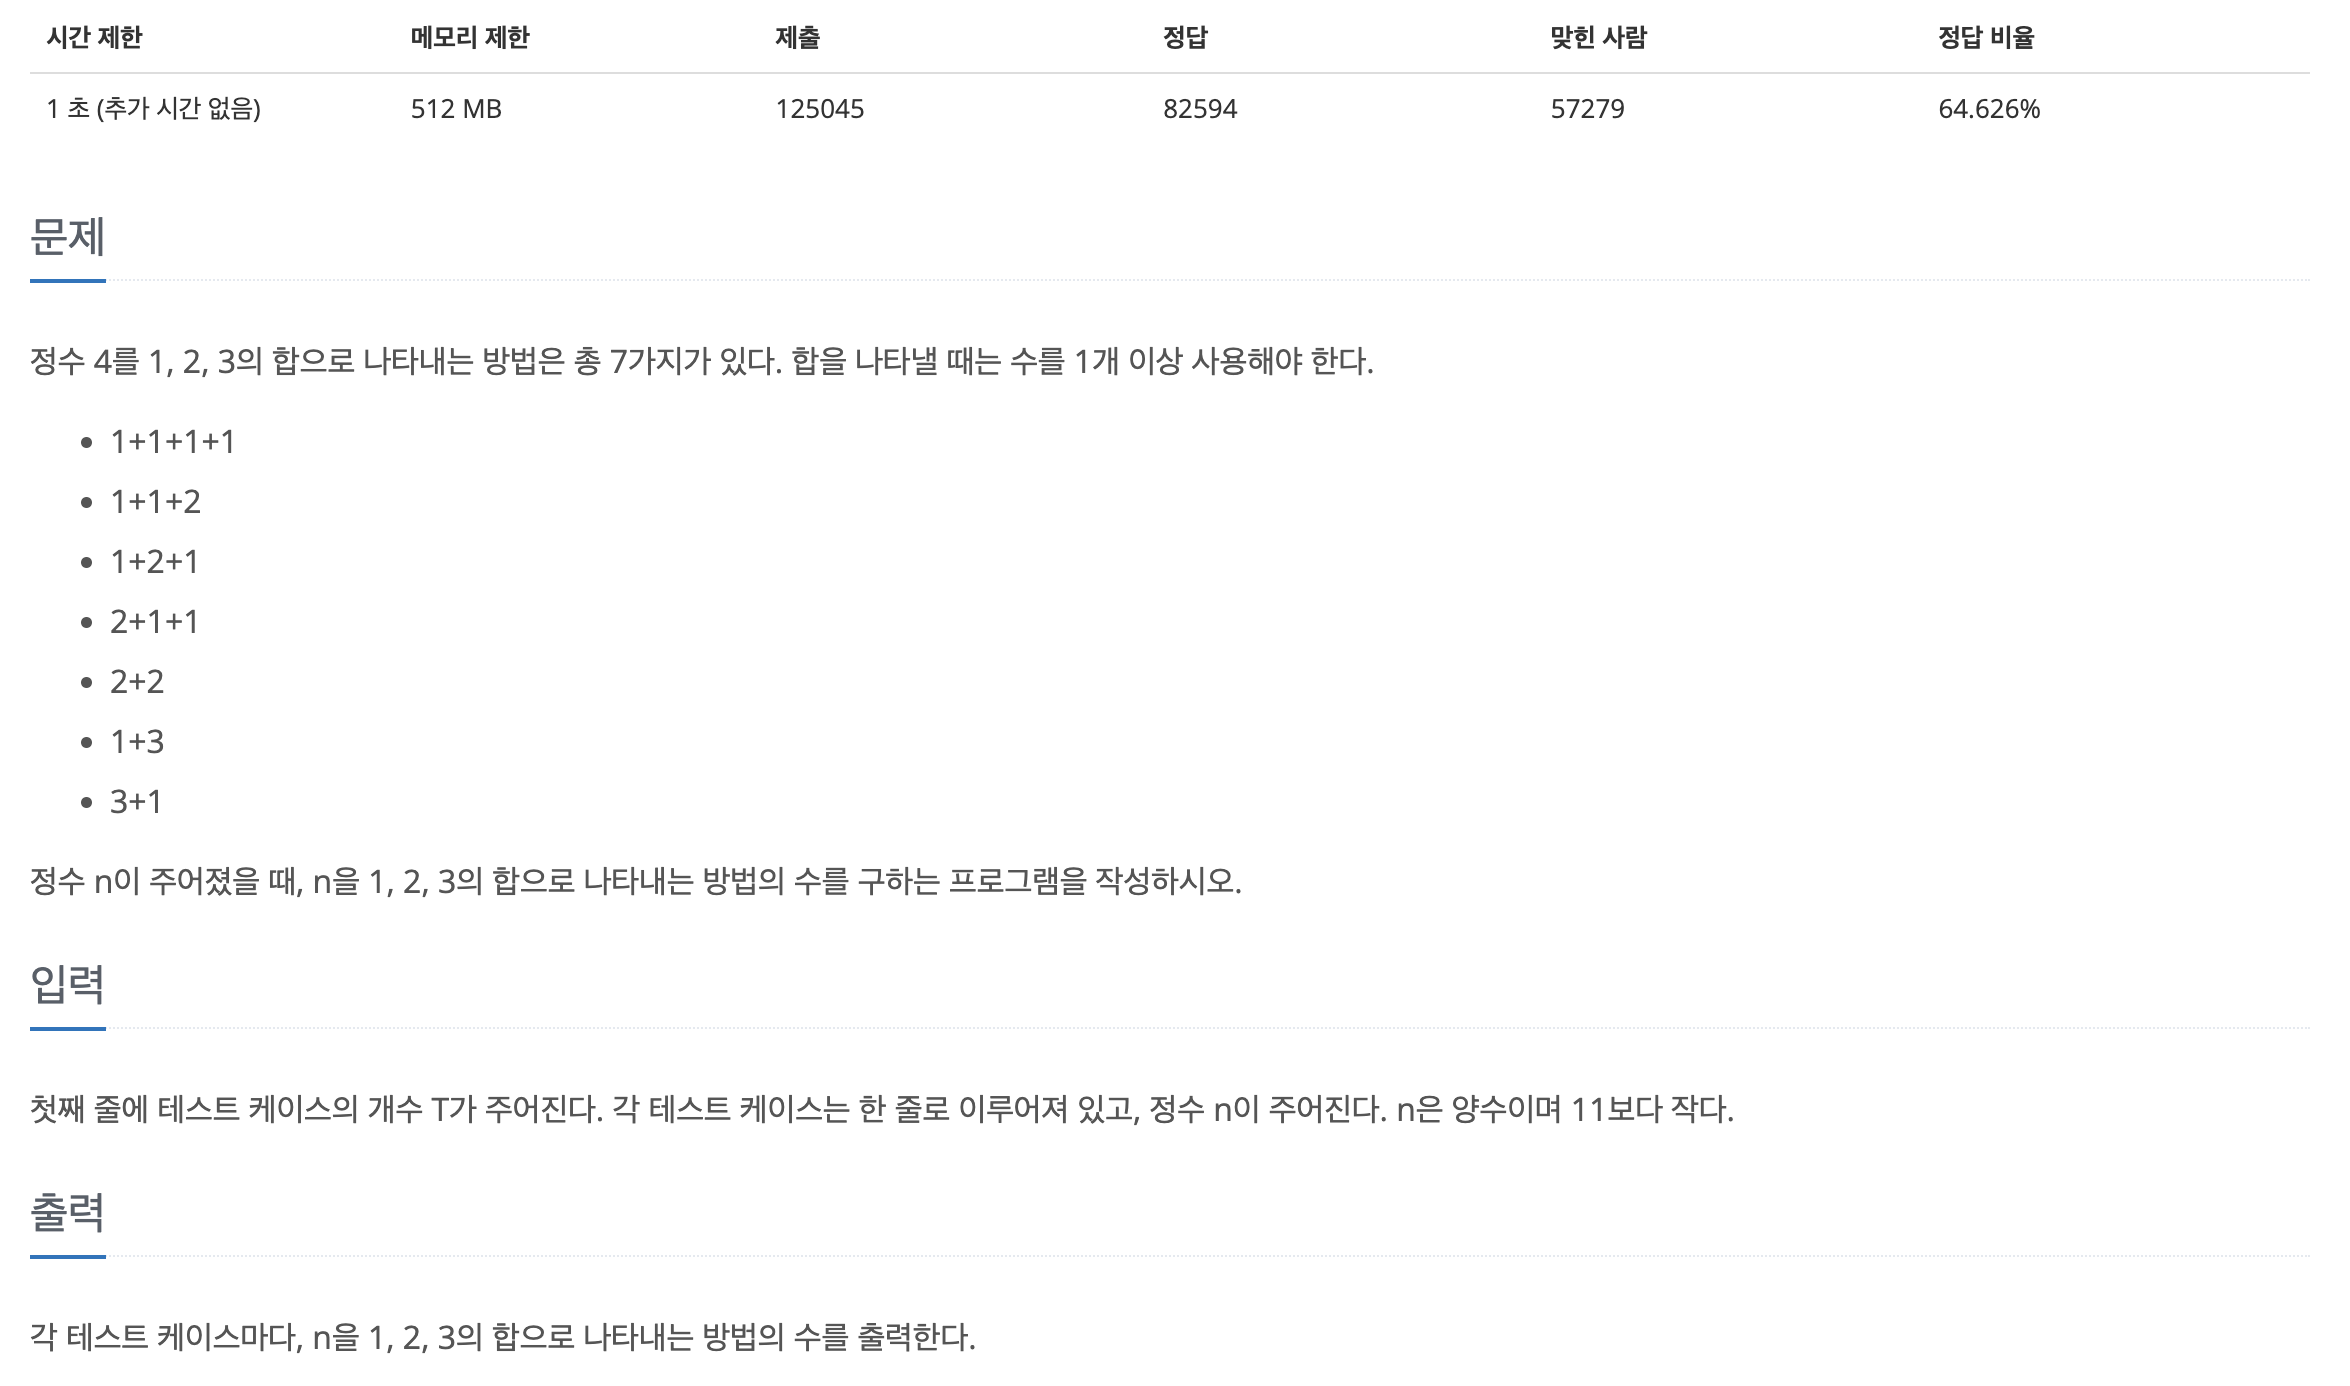 시간 제한 메모리 제한 제출 정답 맞힌 사람 정답 비율
1 초 (추가 시간 없음) 512 MB 125045 82594 57279 64.626%
문제
정수 4를 1, 2, 3의 합으로 나타내는 방법은 총 7가지가 있다. 합을 나타낼 때는 수를 1개 이상 사용해야 한다.
• 1+1+1+1
• 1+1+2
• 1+2+1
• 2+1+1
• 2+2
• 1+3
• 3+1
정수 n이 주어졌을 때, n을 1, 2, 3의 합으로 나타내는 방법의 수를 구하는 프로그램을 작성하시오.
입력
첫째 줄에 테스트 케이스의 개수 T가 주어진다. 각 테스트 케이스는 한 줄로 이루어져 있고, 정수 n이 주어진다. n은 양수이며 11보다 작다.
출력
각 테스트 케이스마다, n을 1, 2, 3의 합으로 나타내는 방법의 수를 출력한다.